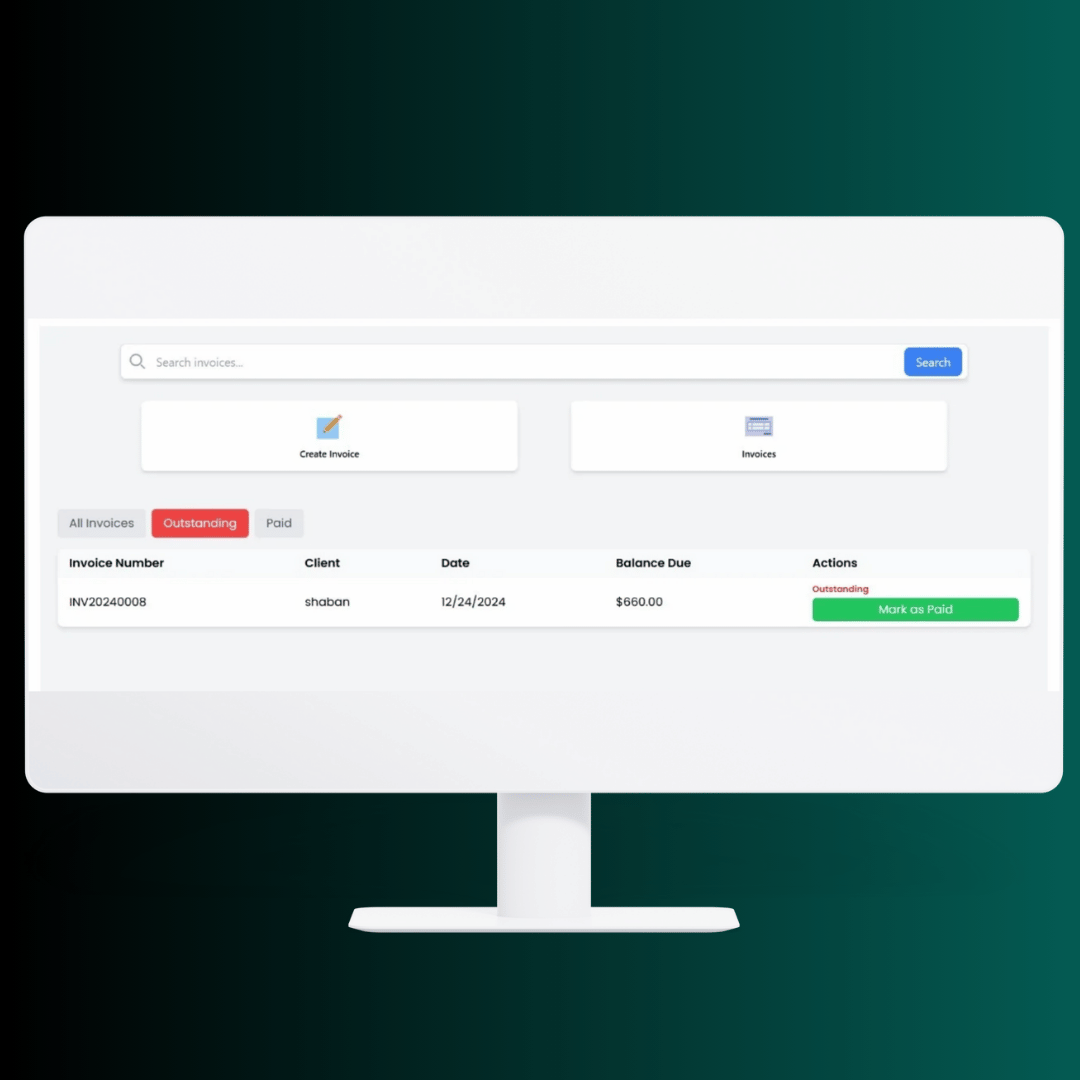 Search invoices...
Search
Create Invoice
Invoices
All Invoices Outstanding Paid
Invoice Number Client Date Balance Due Actions
Outstanding
INV20240008 shaban 12/24/2024 $660.00
Mark as Paid